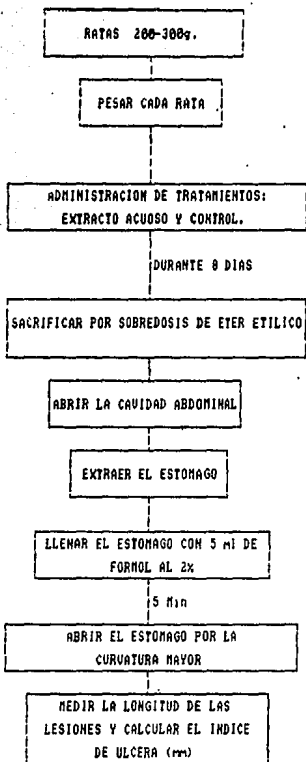 RATAS 200-300g.
PESAR CADA RATA
ADMINISTRACION DE TRATAMIENTOS:
EXTRACTO ACUOSO Y CONTROL.
DURANTE 8 DIAS
SACRIFICAR POR SOBREDOSIS DE ETER ETILICO
ABRIR LA CAVIDAD ABDOMINAL
EXTRAER EL ESTOMAGO
LLENAR EL ESTOMAGO CON 5 ml DE
FORMOL AL 2%
5 Min
ABRIR EL ESTOMAGO POR LA
CURVATURA MAYOR
MEDIR LA LONGITUD DE LAS
LESIONES Y CALCULAR EL INDICE
DE ULCERA (mm)